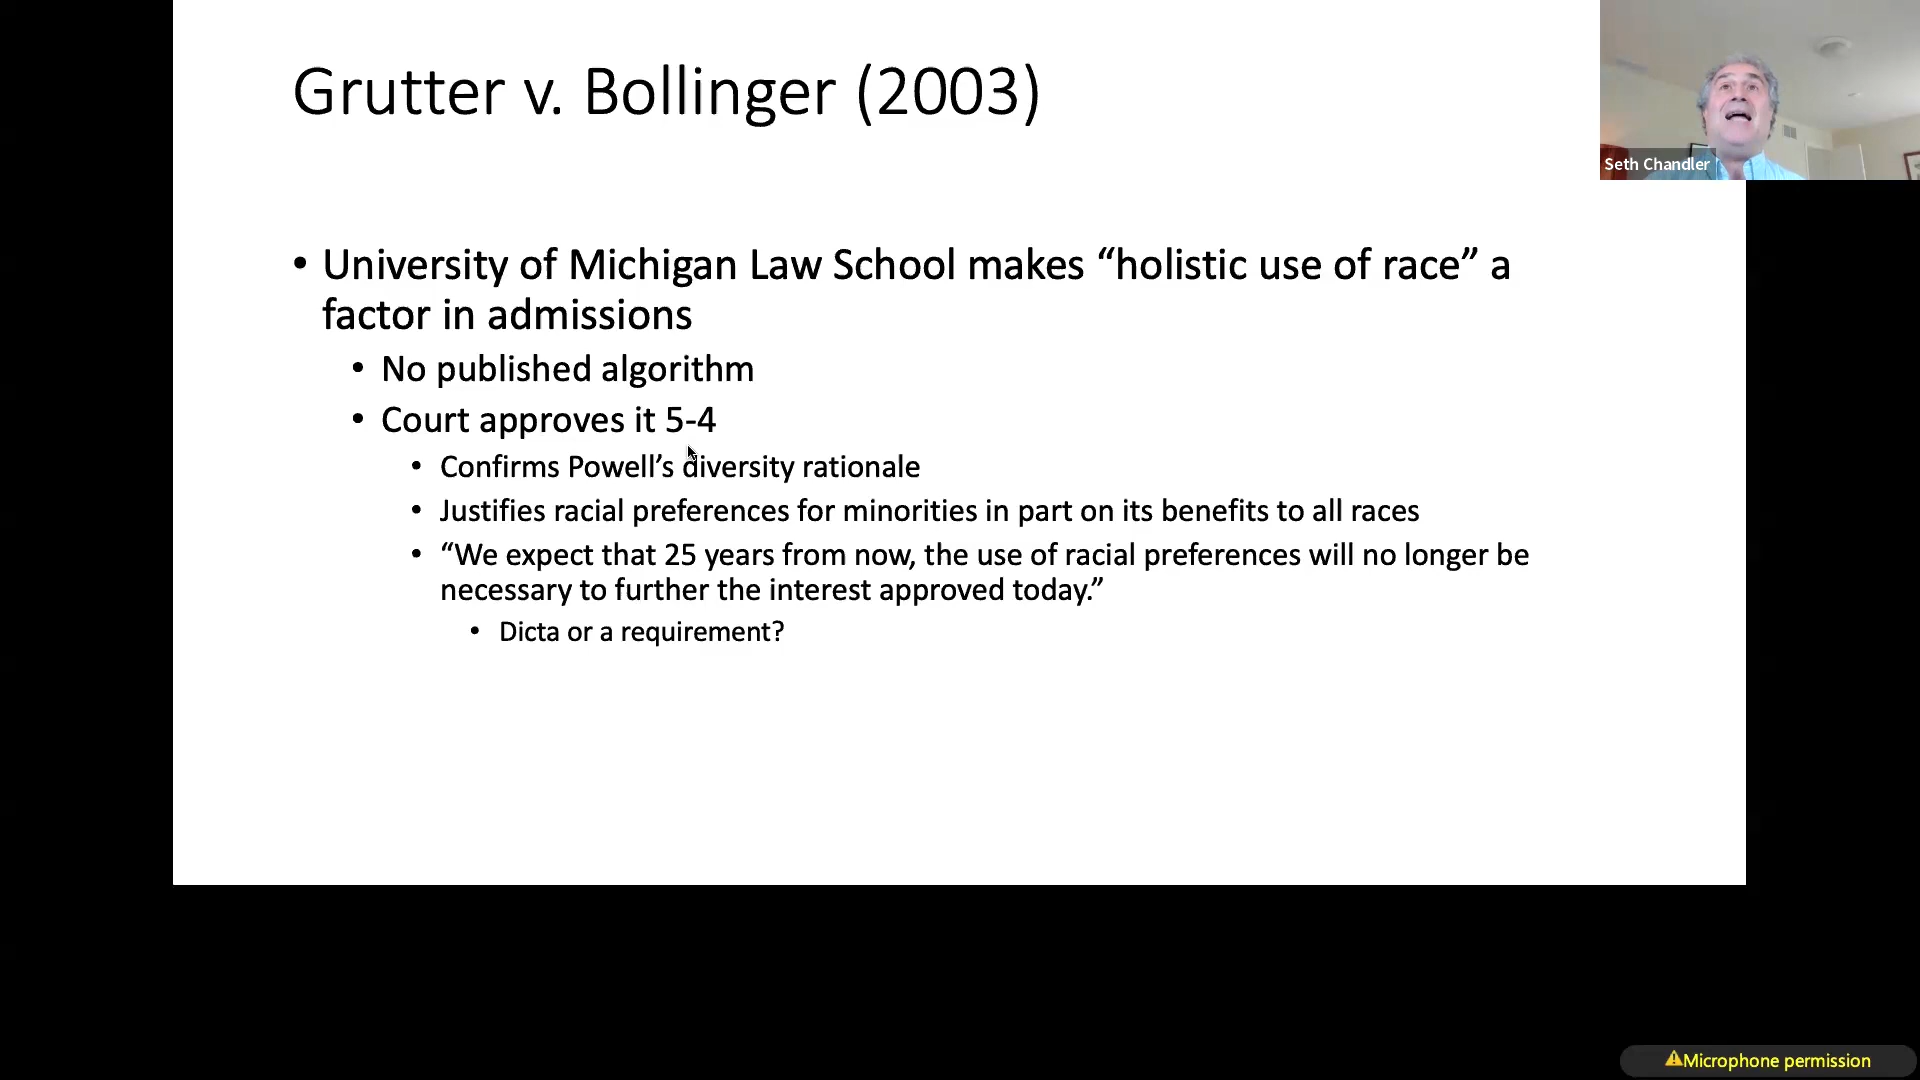 Grutter v. Bollinger (2003)
Seth Chandler
• University of Michigan Law School makes “holistic use of race” a
factor in admissions
• No published algorithm
• Court approves it 5-4
• Confirms Powell’s diversity rationale
• Justifies racial preferences for minorities in part on its benefits to all races
• “We expect that 25 years from now, the use of racial preferences will no longer be
necessary to further the interest approved today.”
• Dicta or a requirement?
Microphone permission